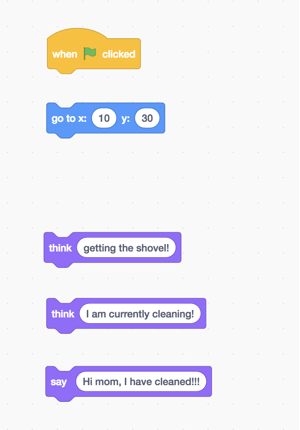 when clicked
go to x: 10 y: 30
think getting the shovel!
think I am currently cleaning!
say Hi mom, I have cleaned!!!